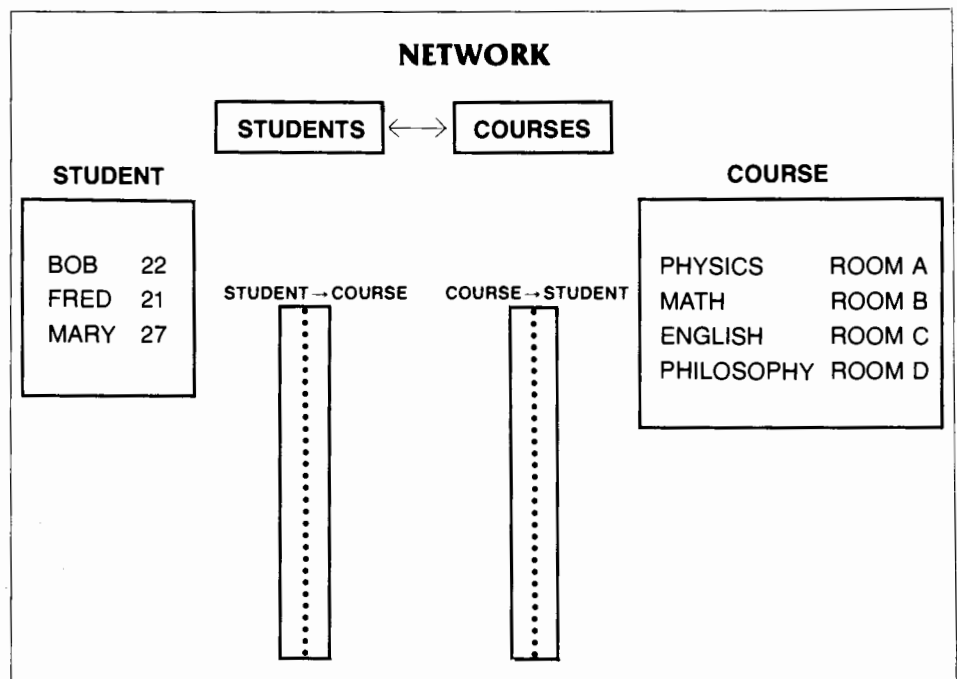 NETWORK
STUDENTS ←→ COURSES
STUDENT
BOB 22
FRED 21
MARY 27
STUDENT→COURSE
COURSE→STUDENT
COURSE
PHYSICS ROOM A
MATH ROOM B
ENGLISH ROOM C
PHILOSOPHY ROOM D